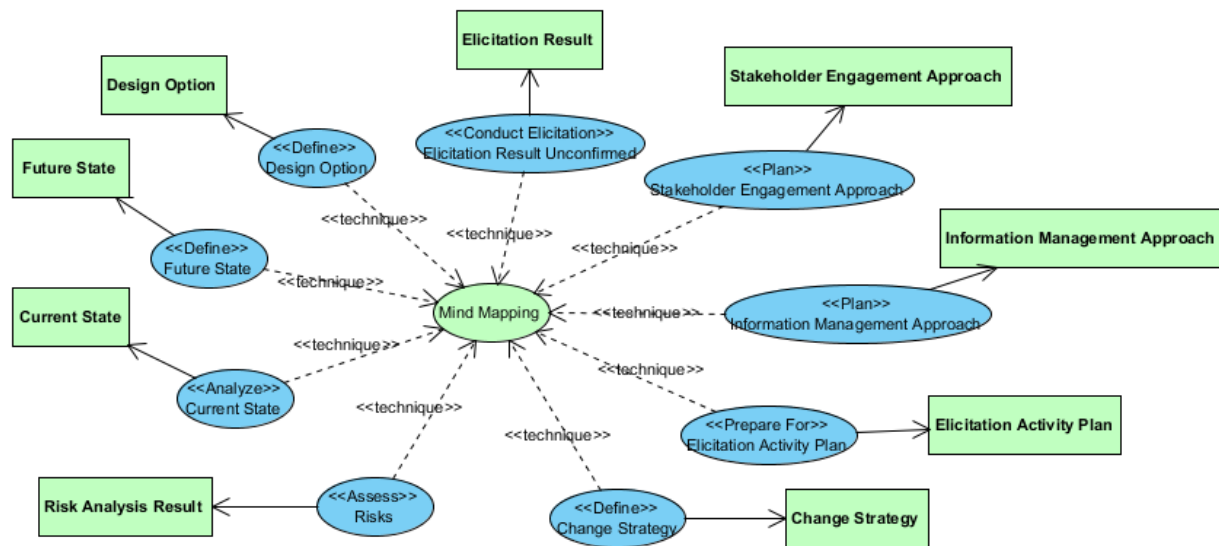 Elicitation Result
Stakeholder Engagement Approach
Design Option
<<Conduct Elicitation>>
Elicitation Result Unconfirmed
<<Define>>
Design Option
Future State
<<Plan>>
Stakeholder Engagement Approach
<<technique>>
<<technique>>
<<technique>>
Information Management Approach
<<Define>>
Future State
<<technique>>
<<Plan>>
Information Management Approach
Current State
Mind Mapping
<<technique>>
<<technique>>
<<technique>>
<<Analyze>>
Current State
<<technique>>
<<Prepare For>>
Elicitation Activity Plan
Elicitation Activity Plan
<<technique>>
Risk Analysis Result
<<Assess>>
Risks
<<Define>>
Change Strategy
Change Strategy